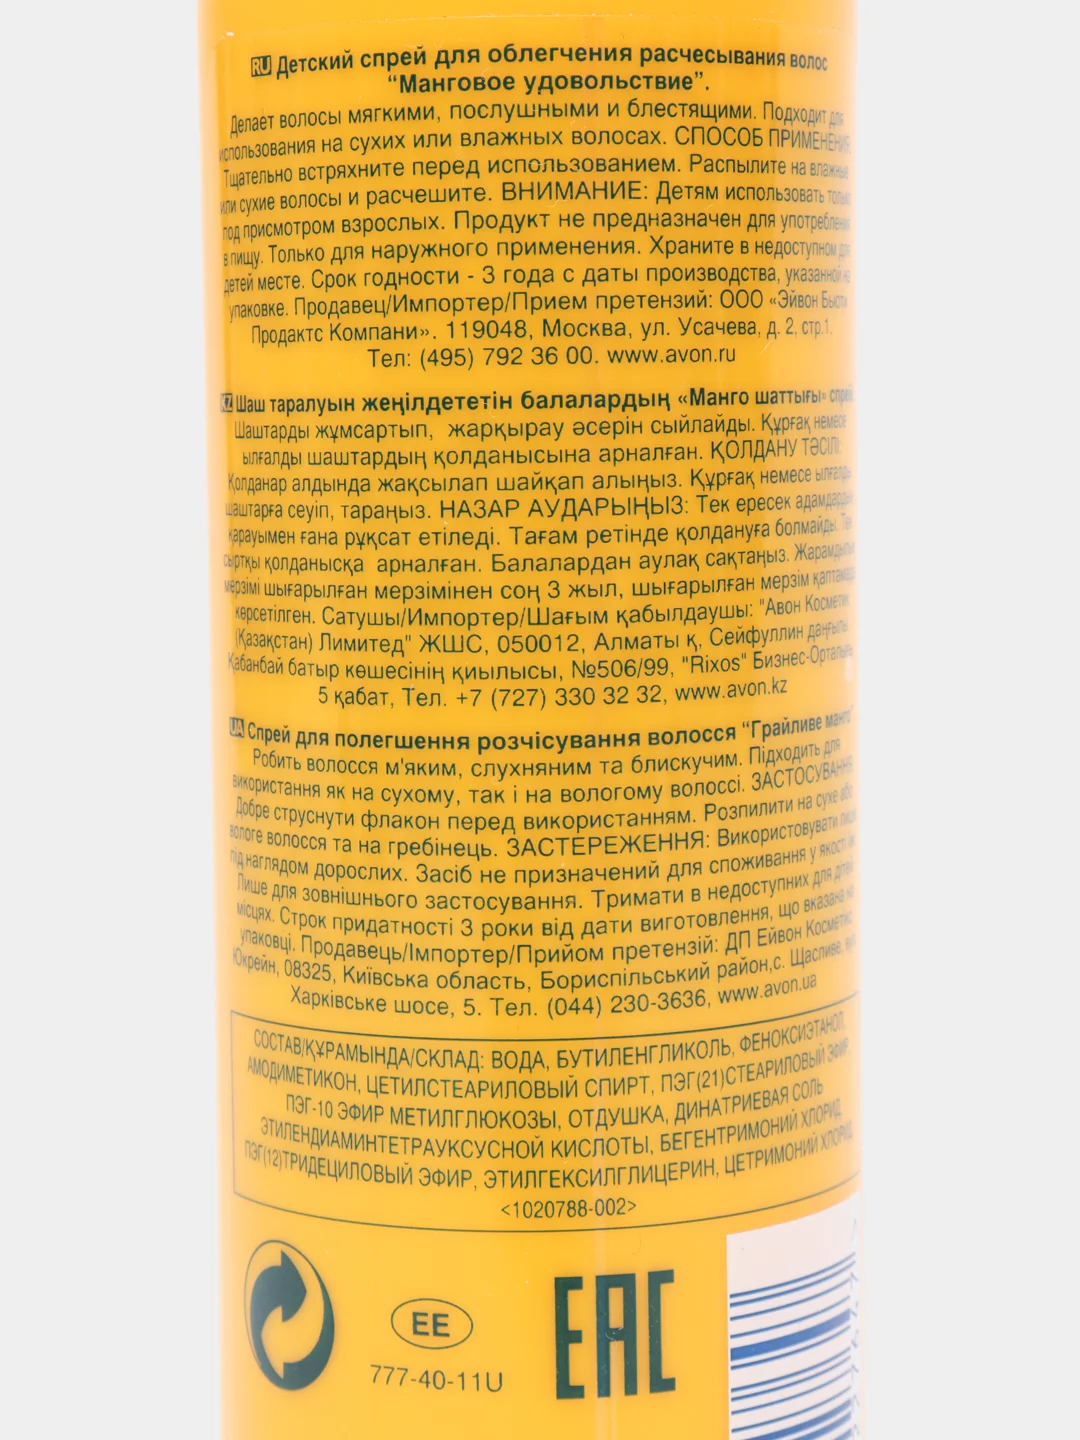 RU Детский спрей для облегчения расчесывания волос
“Манговое удовольствие”.
Делает волосы мягкими, послушными и блестящими. Подходит для
использования на сухих или влажных волосах. СПОСОБ ПРИМЕНЕНИЯ:
Тщательно встряхните перед использованием. Распылите на влажные
или сухие волосы и расчешите. ВНИМАНИЕ: Детям использовать только
под присмотром взрослых. Продукт не предназначен для употребления
в пищу. Только для наружного применения. Храните в недоступном для
детей месте. Срок годности - 3 года с даты производства, указанной на
упаковке. Продавец/Импортер/Прием претензий: ООО «Эйвон Бьюти
Продактс Компани». 119048, Москва, ул. Усачева, д. 2, стр.1.
Тел: (495) 792 36 00. www.avon.ru
KZ Шаш таралуын жеңілдететін балалардың «Манго шаттығы» спрейі
Шаштарды жұмсартып, жарқырау әсерін сыйлайды. Құрғақ немесе
ылғалды шаштардың қолданысына арналған. ҚОЛДАНУ ТӘСІЛІ:
Қолданар алдында жақсылап шайқап алыңыз. Құрғақ немесе ылғалды
шаштарға сеуіп, тараңыз. НАЗАР АУДАРЫҢЫЗ: Тек ересек адамдардың
қарауымен ғана рұқсат етіледі. Тағам ретінде қолдануға болмайды. Тек
сыртқы қолданысқа арналған. Балалардан аулақ сақтаңыз. Жарамдылық
мерзімі шығарылған мерзімінен соң 3 жыл, шығарылған мерзім қаптамада
көрсетілген. Сатушы/Импортер/Шағым қабылдаушы: "Авон Косметик
(Қазақстан) Лимитед" ЖШС, 050012, Алматы қ, Сейфуллин даңғылы
Қабанбай батыр көшесінің қиылысы, №506/99, "Rixos" Бизнес-Орталығы
5 қабат, Тел. +7 (727) 330 32 32, www.avon.kz
UA Спрей для полегшення розчісування волосся “Грайливе манго”
Робить волосся м'яким, слухняним та блискучим. Підходить для
використання як на сухому, так і на вологому волоссі. ЗАСТОСУВАННЯ:
Добре струснути флакон перед використанням. Розпилити на сухе або
вологе волосся та на гребінець. ЗАСТЕРЕЖЕННЯ: Використовувати лише
під наглядом дорослих. Засіб не призначений для споживання у якості їжі.
Лише для зовнішнього застосування. Тримати в недоступних для дітей
місцях. Строк придатності 3 роки від дати виготовлення, що вказана на
упаковці. Продавець/Імпортер/Прийом претензій: ДП Ейвон Косметікс
Юкрейн, 08325, Київська область, Бориспільський район,с. Щасливе, вул.
Харківське шосе, 5. Тел. (044) 230-3636, www.avon.ua
СОСТАВ/ҚҰРАМЫНДА/СКЛАД: ВОДА, БУТИЛЕНГЛИКОЛЬ, ФЕНОКСИЭТАНОЛ,
АМОДИМЕТИКОН, ЦЕТИЛСТЕАРИЛОВЫЙ СПИРТ, ПЭГ(21)СТЕАРИЛОВЫЙ ЭФИР,
ПЭГ-10 ЭФИР МЕТИЛГЛЮКОЗЫ, ОТДУШКА, ДИНАТРИЕВАЯ СОЛЬ
ЭТИЛЕНДИАМИНТЕТРАУКСУСНОЙ КИСЛОТЫ, БЕГЕНТРИМОНИЙ ХЛОРИД,
ПЭГ(12)ТРИДЕЦИЛОВЫЙ ЭФИР, ЭТИЛГЕКСИЛГЛИЦЕРИН, ЦЕТРИМОНИЙ ХЛОРИД
<1020788-002>
EE
777-40-11U
EAC